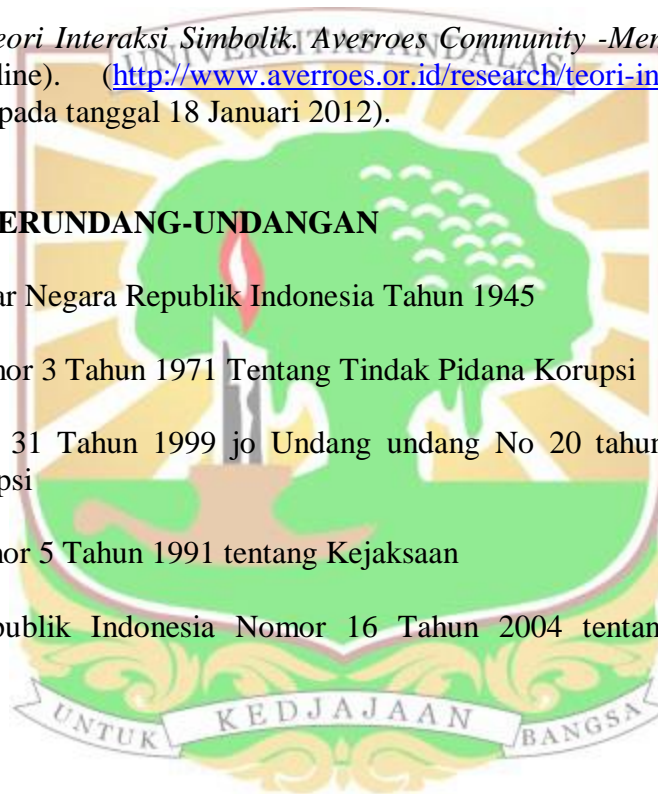 eori Interaksi Simbolik. Averroes Community -Mer
UNIVERSITAS ANDALAS
line). (http://www.averroes.or.id/research/teori-in
pada tanggal 18 Januari 2012).
ERUNDANG-UNDANGAN
ar Negara Republik Indonesia Tahun 1945
nor 3 Tahun 1971 Tentang Tindak Pidana Korupsi
31 Tahun 1999 jo Undang undang No 20 tahun
psi
nor 5 Tahun 1991 tentang Kejaksaan
publik Indonesia Nomor 16 Tahun 2004 tentan
UNTUK KEDJAJAAN BANGSA